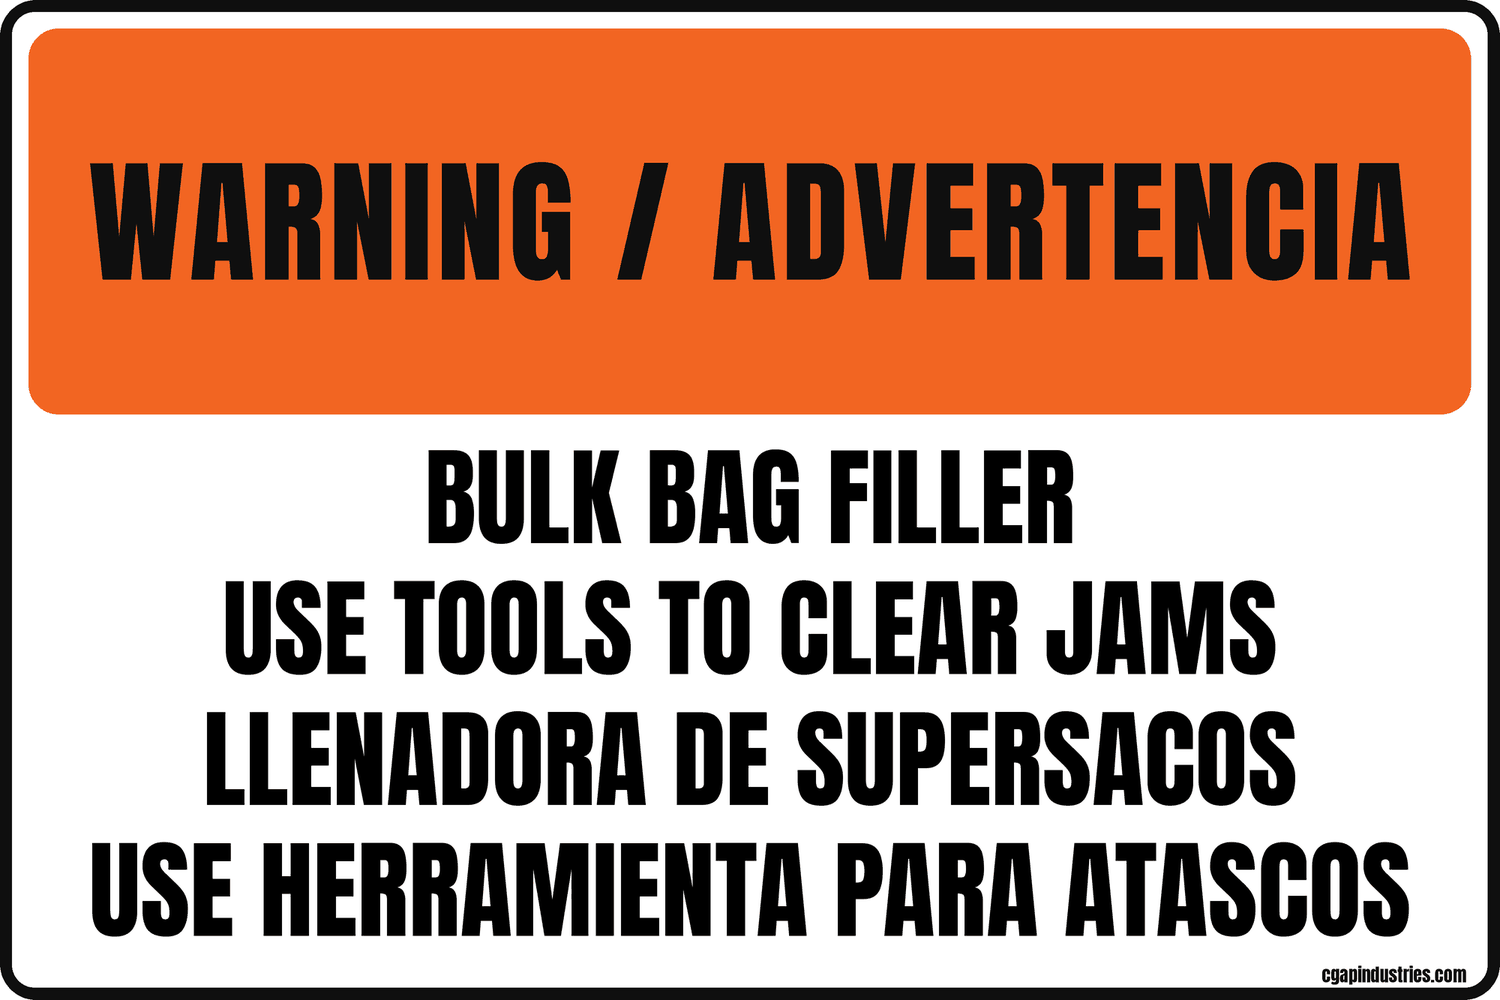 WARNING / ADVERTENCIA
BULK BAG FILLER
USE TOOLS TO CLEAR JAMS
LLENADORA DE SUPERSACOS
USE HERRAMIENTA PARA ATASCOS
cgapindustries.com